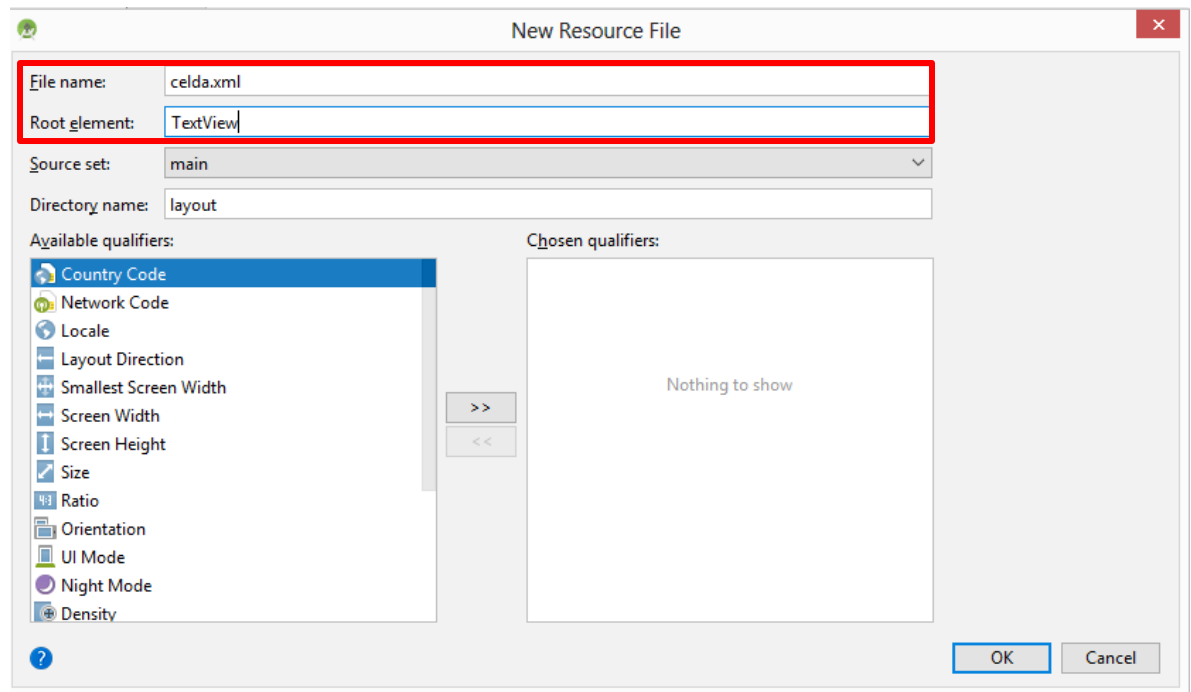 New Resource File
File name: celda.xml
Root element: TextView
Source set: main
Directory name: layout
Available qualifiers: Chosen qualifiers:
Country Code
Network Code
Locale
Layout Direction
Smallest Screen Width
Nothing to show
Screen Width
>>
Screen Height
<<
Size
Ratio
Orientation
UI Mode
Night Mode
Density
? OK Cancel